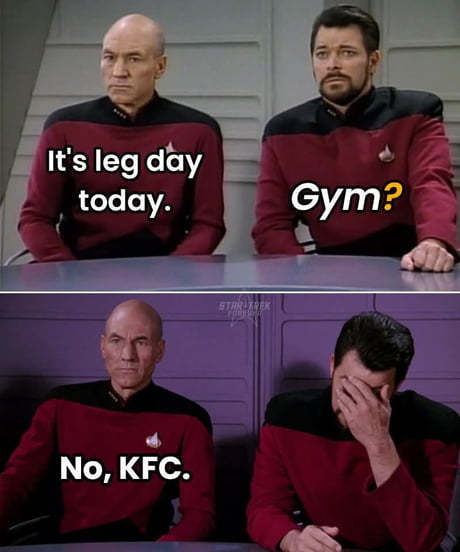 It's leg day
today.
Gym?
STAR TREK
FOREVER
No, KFC.